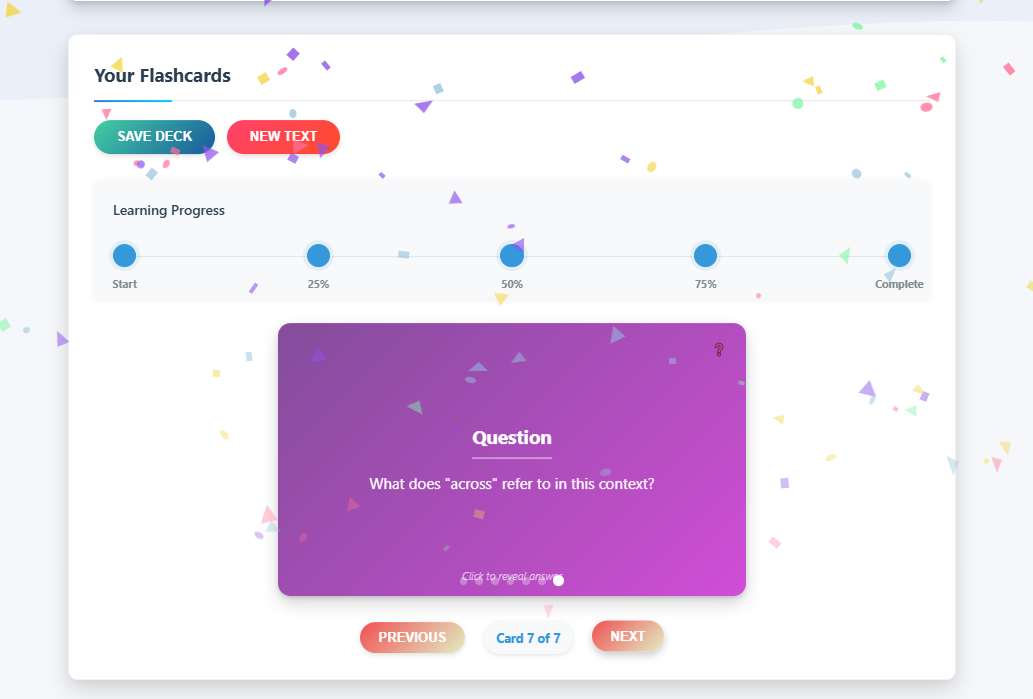 Your Flashcards
SAVE DECK NEW TEXT
Learning Progress
Start 25% 50% 75% Complete
❓
Question
What does "across" refer to in this context?
Click to reveal answer
PREVIOUS Card 7 of 7 NEXT